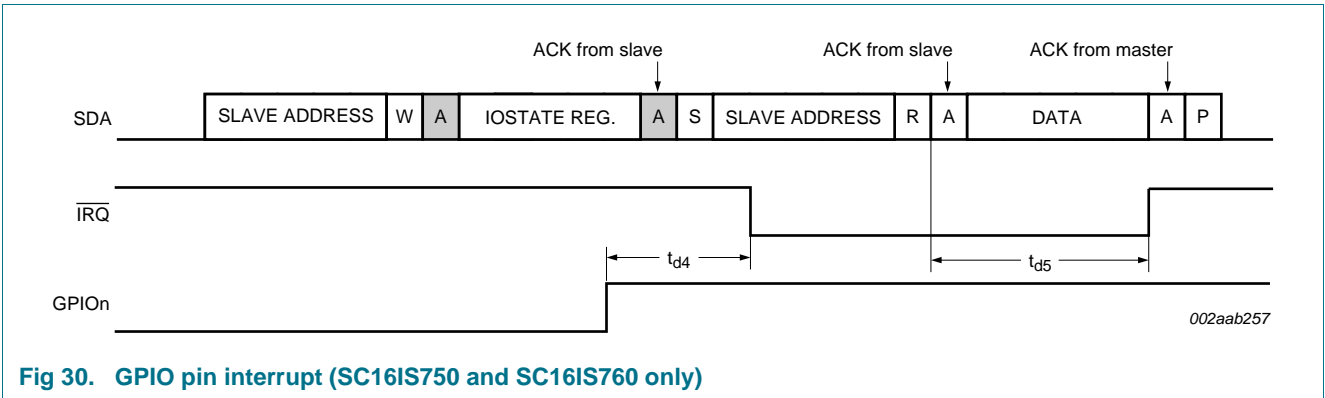 ACK from slave ACK from slave ACK from master
SDA SLAVE ADDRESS W A IOSTATE REG. A S SLAVE ADDRESS R A DATA A P
IRQ
td4 td5
GPIOn
002aab257
Fig 30. GPIO pin interrupt (SC16IS750 and SC16IS760 only)